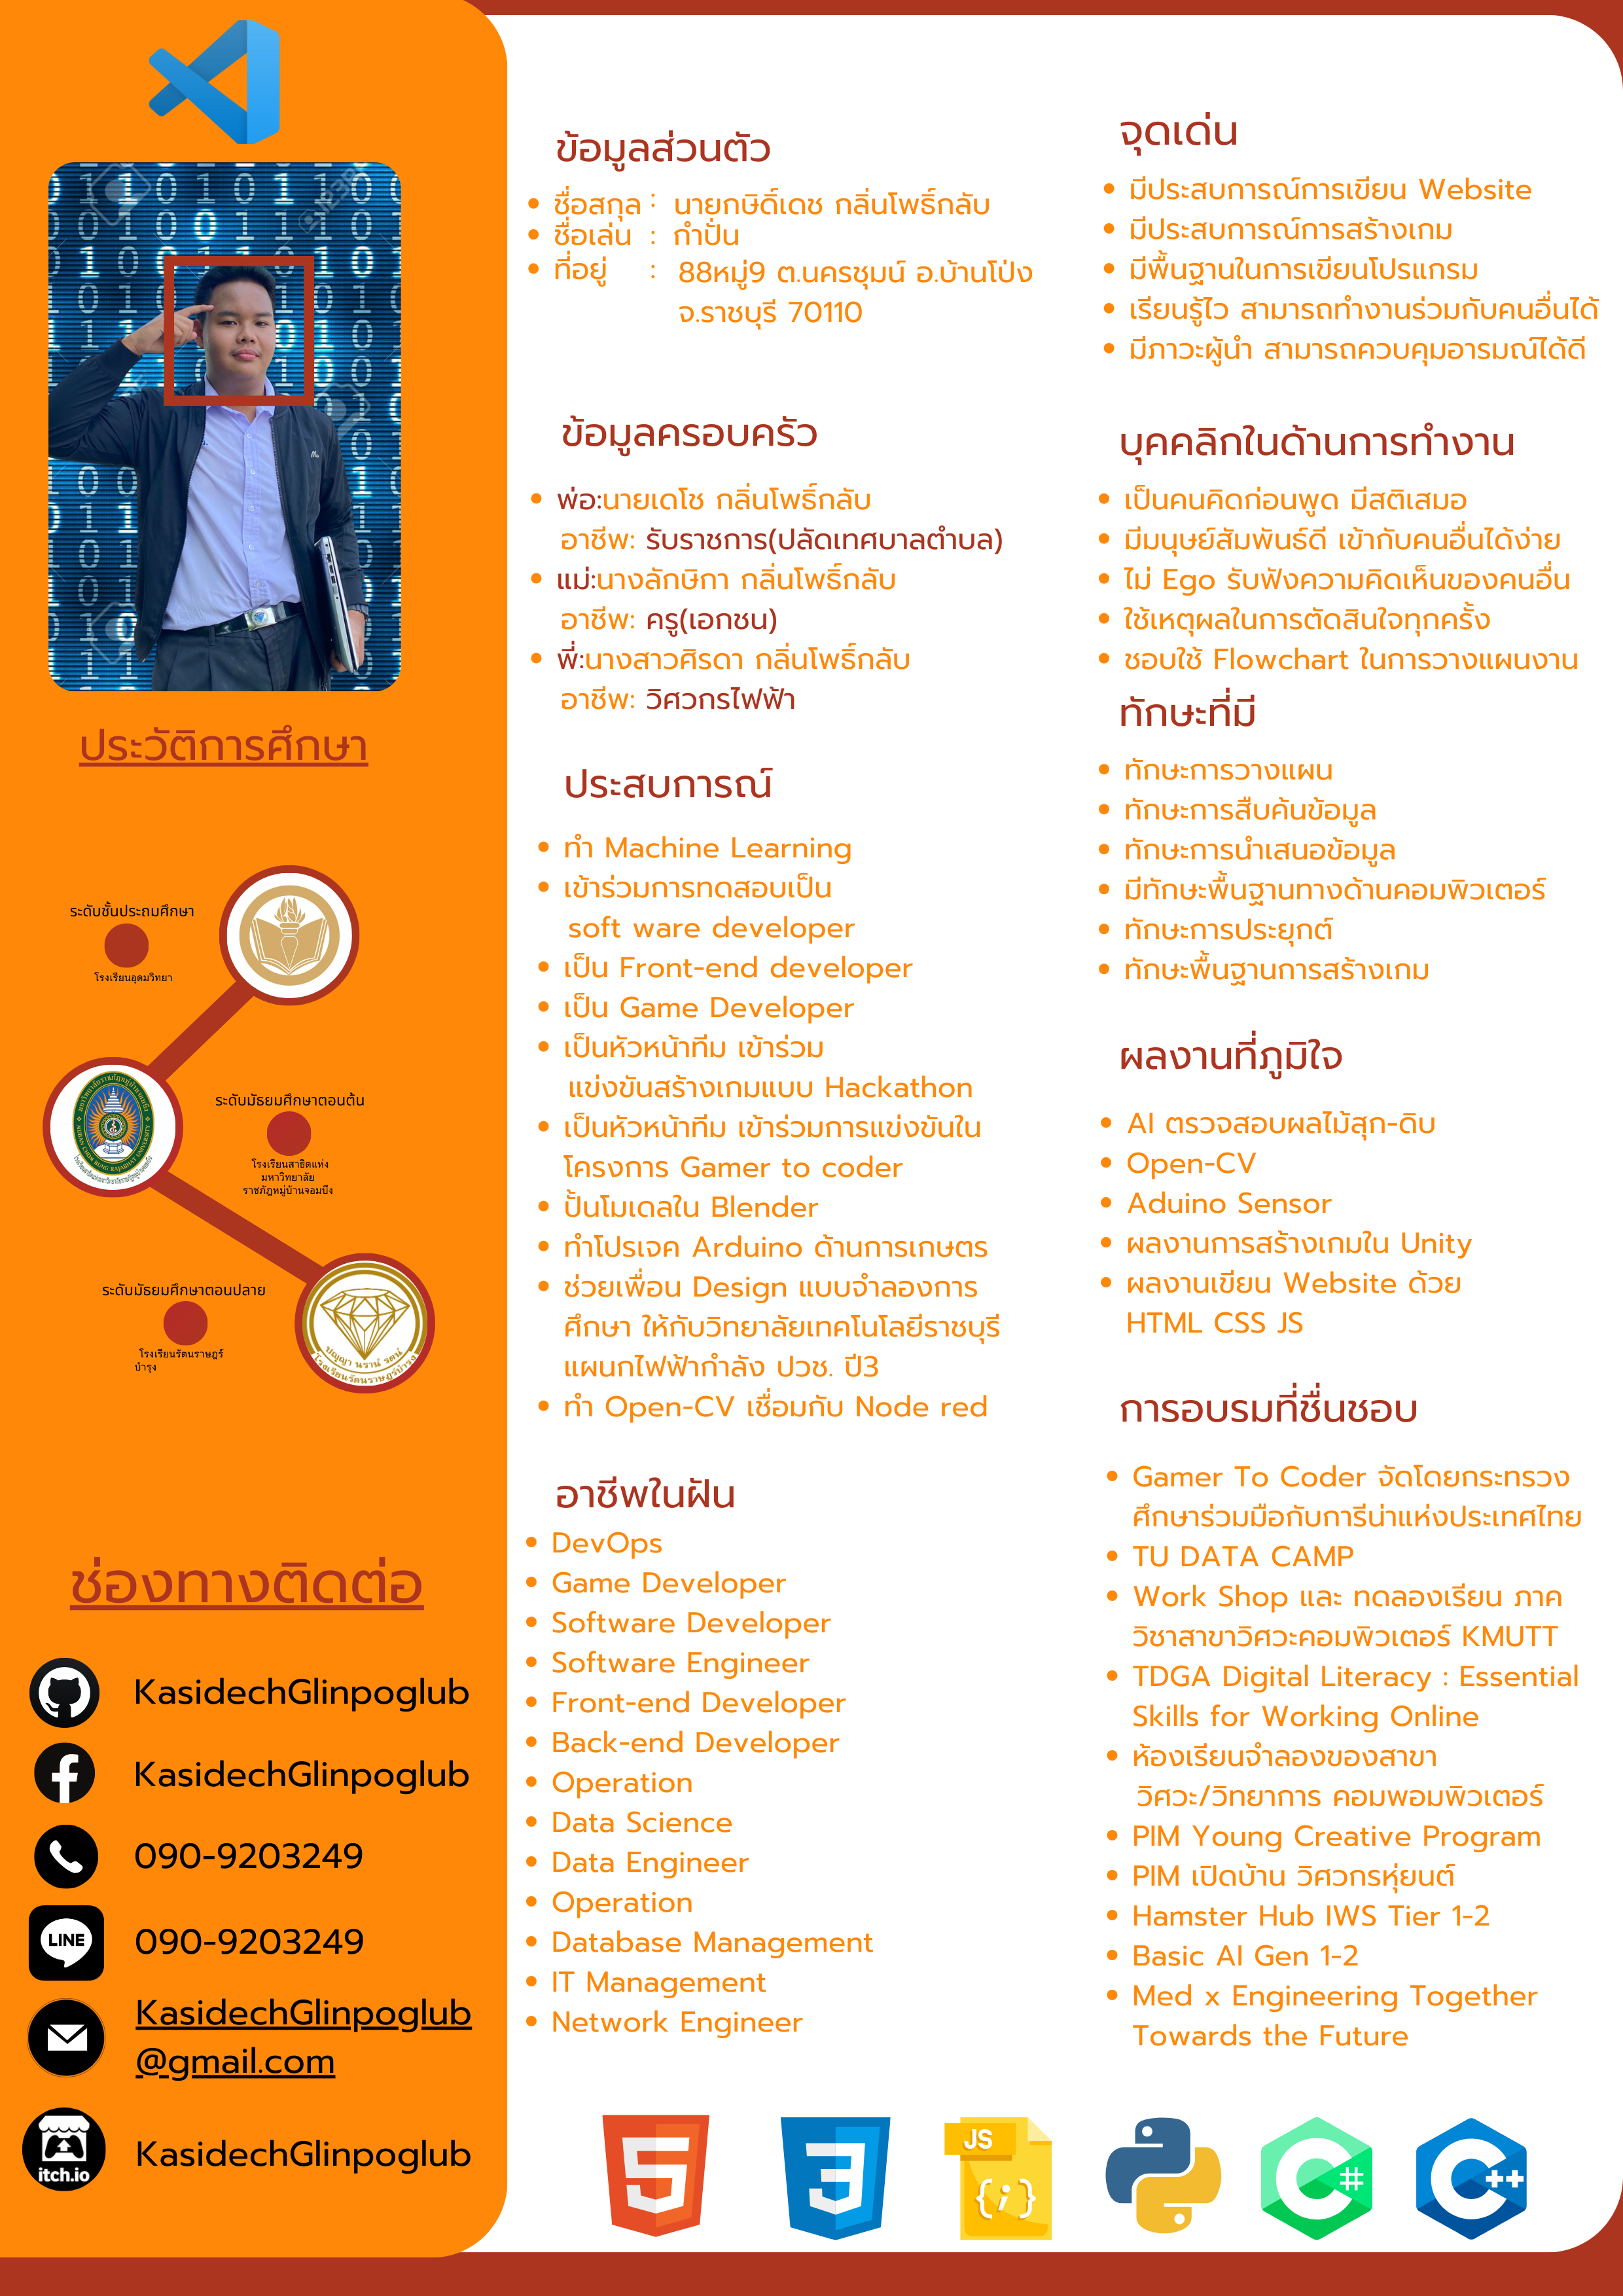 ประวัติการศึกษา
ระดับชั้นประถมศึกษา
โรงเรียนอุดมวิทยา
ระดับมัธยมศึกษาตอนต้น
โรงเรียนสาธิตแห่ง
มหาวิทยาลัย
ราชภัฎหมู่บ้านจอมบึง
ระดับมัธยมศึกษาตอนปลาย
โรงเรียนรัตนราษฎร์
บำรุง
ปญญา นรานํ รตนํ
โรงเรียนรัตนราษฎร์บำรุง
ช่องทางติดต่อ
KasidechGlinpoglub
KasidechGlinpoglub
090-9203249
LINE
090-9203249
KasidechGlinpoglub
@gmail.com
itch.io
KasidechGlinpoglub
ข้อมูลส่วนตัว
ชื่อสกุล : นายกษิดิ์เดช กลิ่นโพธิ์กลับ
ชื่อเล่น : กำปั่น
ที่อยู่ : 88หมู่9 ต.นครชุมน์ อ.บ้านโป่ง
จ.ราชบุรี 70110
ข้อมูลครอบครัว
พ่อ:นายเดโช กลิ่นโพธิ์กลับ
อาชีพ: รับราชการ(ปลัดเทศบาลตำบล)
แม่:นางลักษิกา กลิ่นโพธิ์กลับ
อาชีพ: ครู(เอกชน)
พี่:นางสาวศิรดา กลิ่นโพธิ์กลับ
อาชีพ: วิศวกรไฟฟ้า
ประสบการณ์
ทำ Machine Learning
เข้าร่วมการทดสอบเป็น
soft ware developer
เป็น Front-end developer
เป็น Game Developer
เป็นหัวหน้าทีม เข้าร่วม
แข่งขันสร้างเกมแบบ Hackathon
เป็นหัวหน้าทีม เข้าร่วมการแข่งขันใน
โครงการ Gamer to coder
ปั้นโมเดลใน Blender
ทำโปรเจค Arduino ด้านการเกษตร
ช่วยเพื่อน Design แบบจำลองการ
ศึกษา ให้กับวิทยาลัยเทคโนโลยีราชบุรี
แผนกไฟฟ้ากำลัง ปวช. ปี3
ทำ Open-CV เชื่อมกับ Node red
อาชีพในฝัน
DevOps
Game Developer
Software Developer
Software Engineer
Front-end Developer
Back-end Developer
Operation
Data Science
Data Engineer
Operation
Database Management
IT Management
Network Engineer
จุดเด่น
มีประสบการณ์การเขียน Website
มีประสบการณ์การสร้างเกม
มีพื้นฐานในการเขียนโปรแกรม
เรียนรู้ไว สามารถทำงานร่วมกับคนอื่นได้
มีภาวะผู้นำ สามารถควบคุมอารมณ์ได้ดี
บุคคลิกในด้านการทำงาน
เป็นคนคิดก่อนพูด มีสติเสมอ
มีมนุษย์สัมพันธ์ดี เข้ากับคนอื่นได้ง่าย
ไม่ Ego รับฟังความคิดเห็นของคนอื่น
ใช้เหตุผลในการตัดสินใจทุกครั้ง
ชอบใช้ Flowchart ในการวางแผนงาน
ทักษะที่มี
ทักษะการวางแผน
ทักษะการสืบค้นข้อมูล
ทักษะการนำเสนอข้อมูล
มีทักษะพื้นฐานทางด้านคอมพิวเตอร์
ทักษะการประยุกต์
ทักษะพื้นฐานการสร้างเกม
ผลงานที่ภูมิใจ
AI ตรวจสอบผลไม้สุก-ดิบ
Open-CV
Aduino Sensor
ผลงานการสร้างเกมใน Unity
ผลงานเขียน Website ด้วย
HTML CSS JS
การอบรมที่ชื่นชอบ
Gamer To Coder จัดโดยกระทรวง
ศึกษาร่วมมือกับการีน่าแห่งประเทศไทย
TU DATA CAMP
Work Shop และ ทดลองเรียน ภาค
วิชาสาขาวิศวะคอมพิวเตอร์ KMUTT
TDGA Digital Literacy : Essential
Skills for Working Online
ห้องเรียนจำลองของสาขา
วิศวะ/วิทยาการ คอมพอมพิวเตอร์
PIM Young Creative Program
PIM เปิดบ้าน วิศวกรหุ่ยนต์
Hamster Hub IWS Tier 1-2
Basic AI Gen 1-2
Med x Engineering Together
Towards the Future
JS